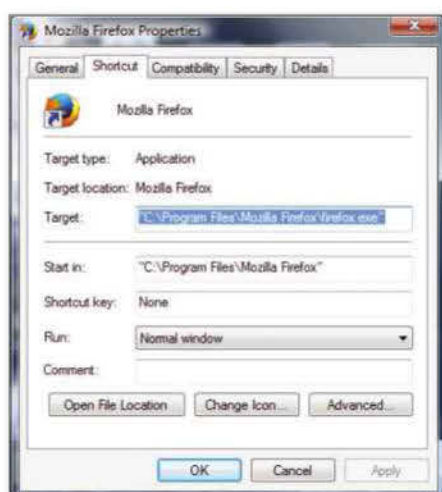 Mozilla Firefox Properties
General Shortcut Compatibility Security Details
Mozilla Firefox
Target type: Application
Target location: Mozilla Firefox
Target: "C:\Program Files\Mozilla Firefox\firefox.exe"
Start in: "C:\Program Files\Mozilla Firefox"
Shortcut key: None
Run: Normal window
Comment:
Open File Location Change Icon... Advanced...
OK Cancel Apply